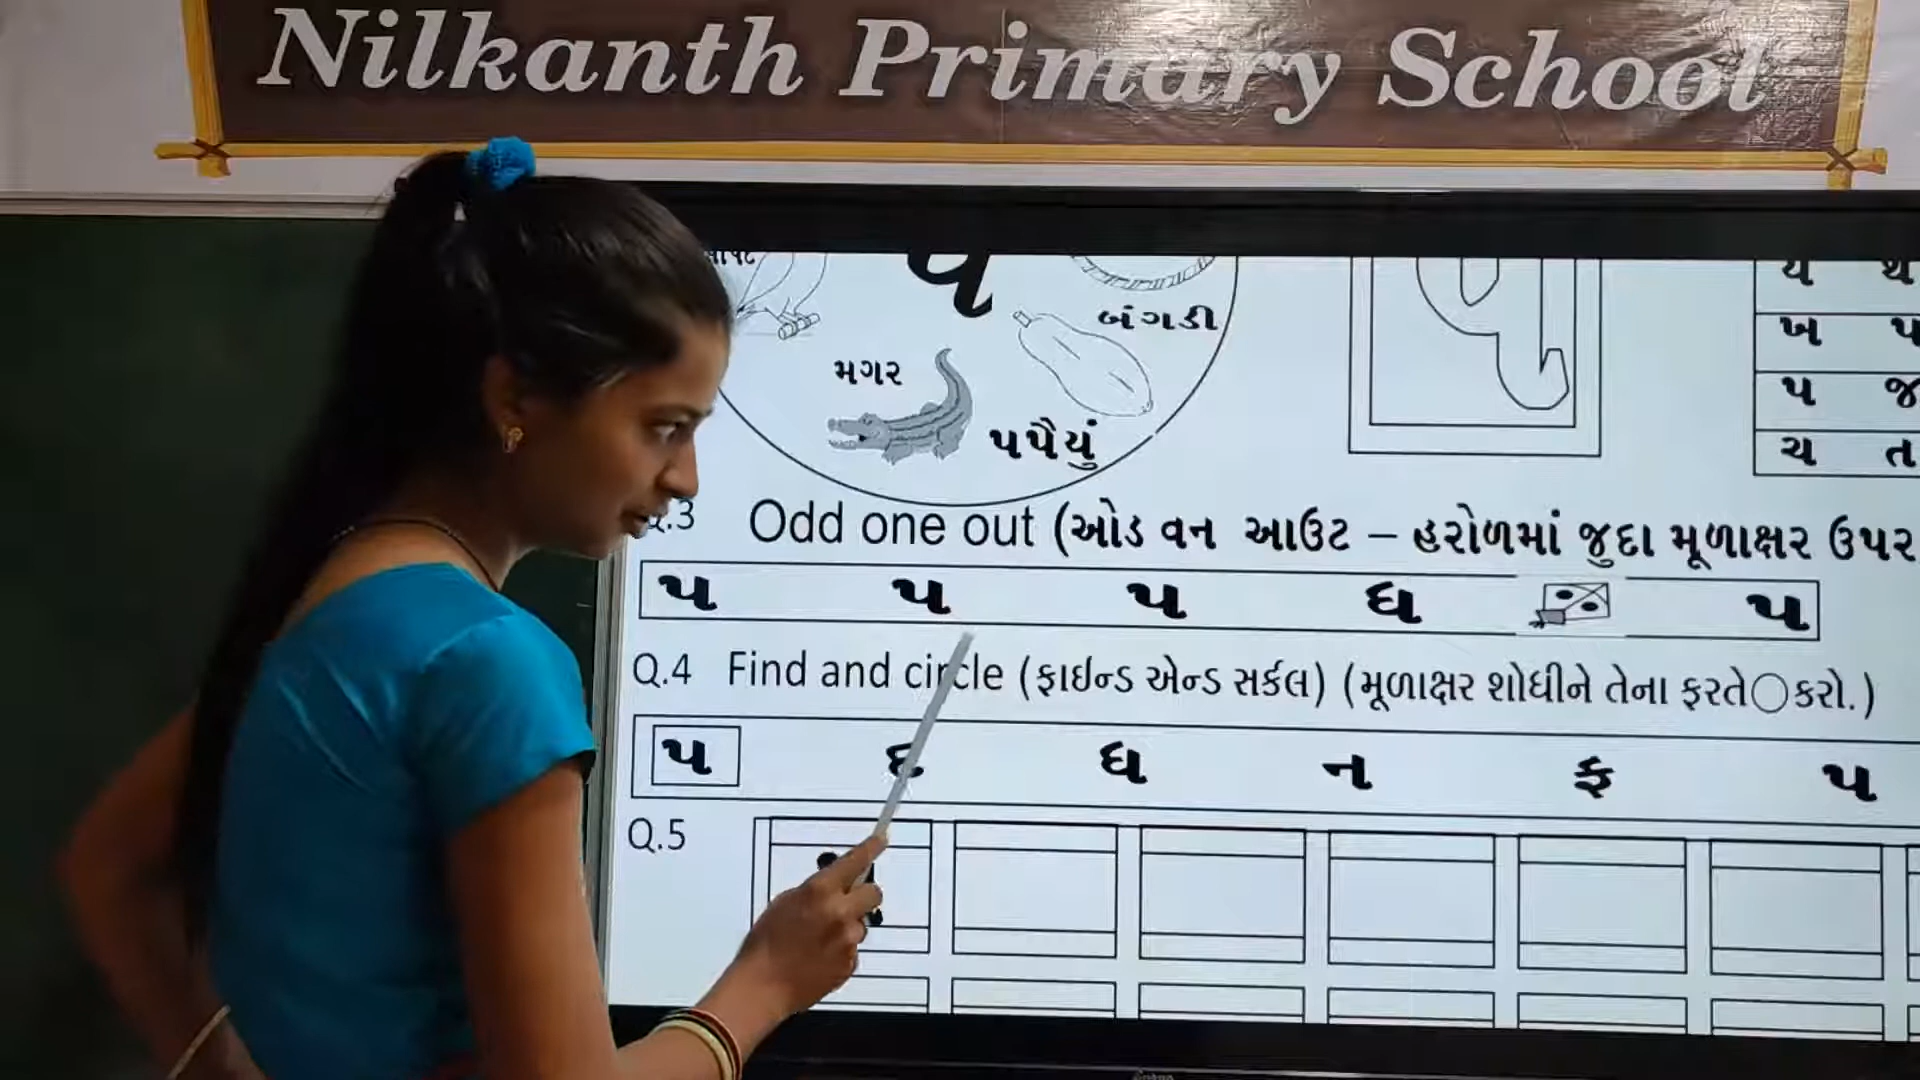 Nilkanth Primary School
પ
બંગડી
મગર
પપૈયું
ય થ
ખ પ
પ જ
ચ ત
Q.3 Odd one out (ઓડ વન આઉટ – હરોળમાં જુદા મૂળાક્ષર ઉપર
પ પ પ ધ પ
Q.4 Find and circle (ફાઇન્ડ એન્ડ સર્કલ) (મૂળાક્ષર શોધીને તેના ફરતે○કરો.)
પ દ ધ ન ફ પ
Q.5